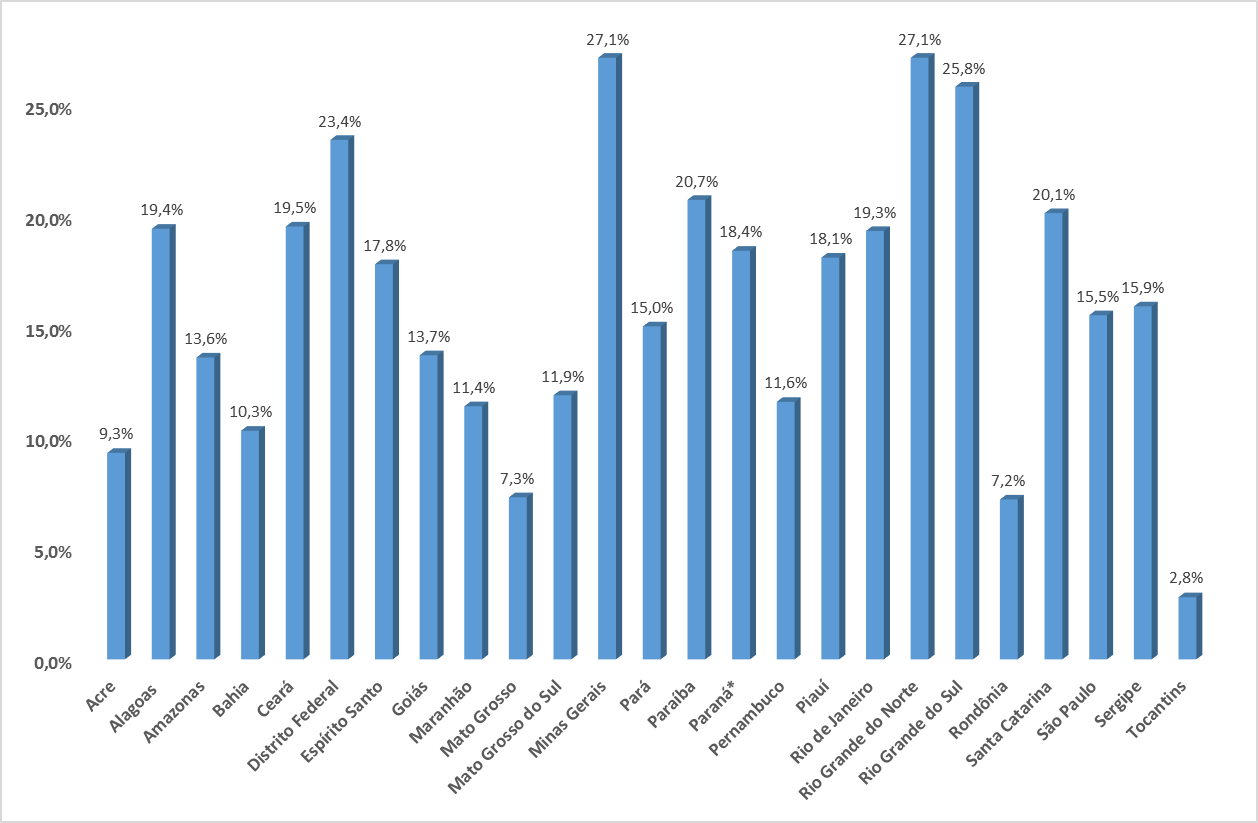 27,1%
27,1%
25,8%
25,0%
23,4%
20,7%
20,1%
19,4%
19,5%
19,3%
20,0%
18,4%
18,1%
17,8%
15,9%
15,5%
15,0%
15,0%
13,6%
13,7%
11,9%
11,4%
11,6%
10,3%
10,0%
9,3%
7,3%
7,2%
5,0%
2,8%
0,0%
Acre
Alagoas
Amazonas
Bahia
Ceará
Distrito Federal
Espírito Santo
Goiás
Maranhão
Mato Grosso
Mato Grosso do Sul
Minas Gerais
Pará
Paraíba
Paraná*
Pernambuco
Piauí
Rio de Janeiro
Rio Grande do Norte
Rio Grande do Sul
Rondônia
Santa Catarina
São Paulo
Sergipe
Tocantins